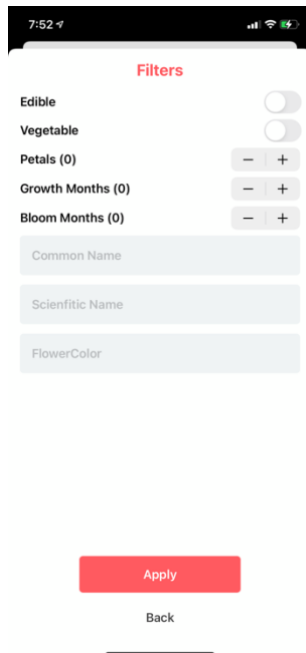 7:52
Filters
Edible
Vegetable
Petals (0)
Growth Months (0)
Bloom Months (0)
Common Name
Scienfitic Name
FlowerColor
Apply
Back